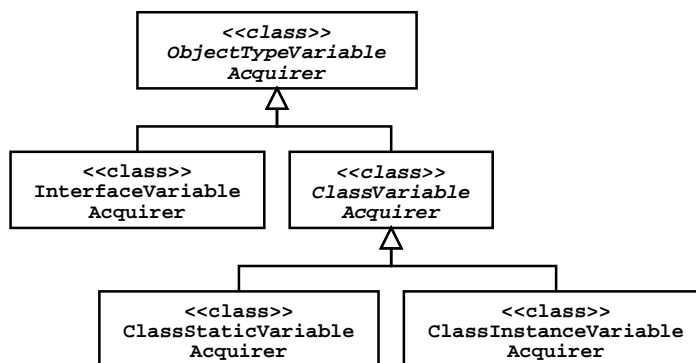 <<class>>
ObjectTypeVariable
Acquirer
<<class>>
InterfaceVariable
Acquirer
<<class>>
ClassVariable
Acquirer
<<class>>
ClassStaticVariable
Acquirer
<<class>>
ClassInstanceVariable
Acquirer